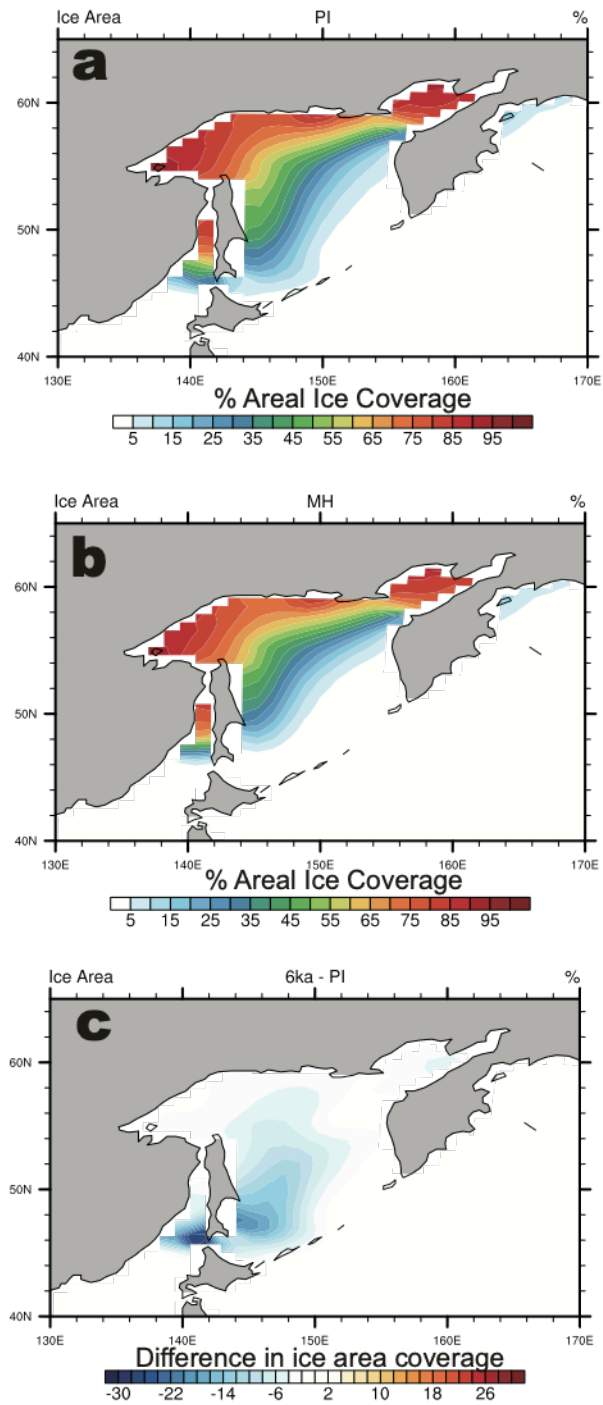 Ice Area PI %
a
60N
50N
40N
130E 140E 150E 160E 170E
% Areal Ice Coverage
5 15 25 35 45 55 65 75 85 95
Ice Area MH %
b
60N
50N
40N
130E 140E 150E 160E 170E
% Areal Ice Coverage
5 15 25 35 45 55 65 75 85 95
Ice Area 6ka - PI %
c
60N
50N
40N
130E 140E 150E 160E 170E
Difference in ice area coverage
-30 -22 -14 -6 2 10 18 26